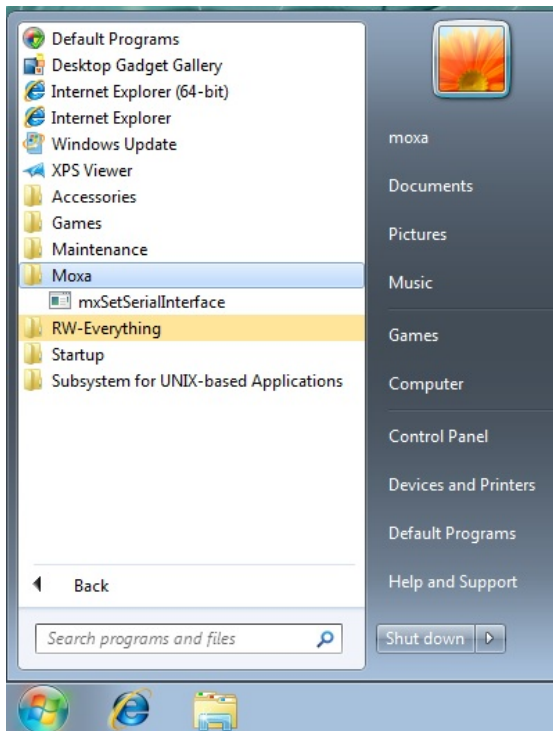 Default Programs
Desktop Gadget Gallery
Internet Explorer (64-bit)
Internet Explorer
Windows Update
XPS Viewer
Accessories
Games
Maintenance
Moxa
mxSetSerialInterface
RW-Everything
Startup
Subsystem for UNIX-based Applications
Back
Search programs and files
moxa
Documents
Pictures
Music
Games
Computer
Control Panel
Devices and Printers
Default Programs
Help and Support
Shut down